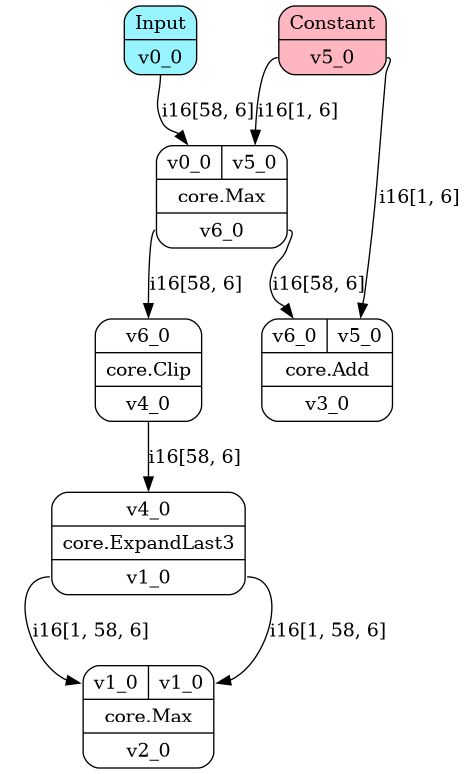 Input
v0_0
Constant
v5_0
i16[58, 6]
i16[1, 6]
v0_0
v5_0
core.Max
v6_0
i16[1, 6]
i16[58, 6]
i16[58, 6]
v6_0
core.Clip
v4_0
v6_0
v5_0
core.Add
v3_0
i16[58, 6]
v4_0
core.ExpandLast3
v1_0
i16[1, 58, 6]
i16[1, 58, 6]
v1_0
v1_0
core.Max
v2_0